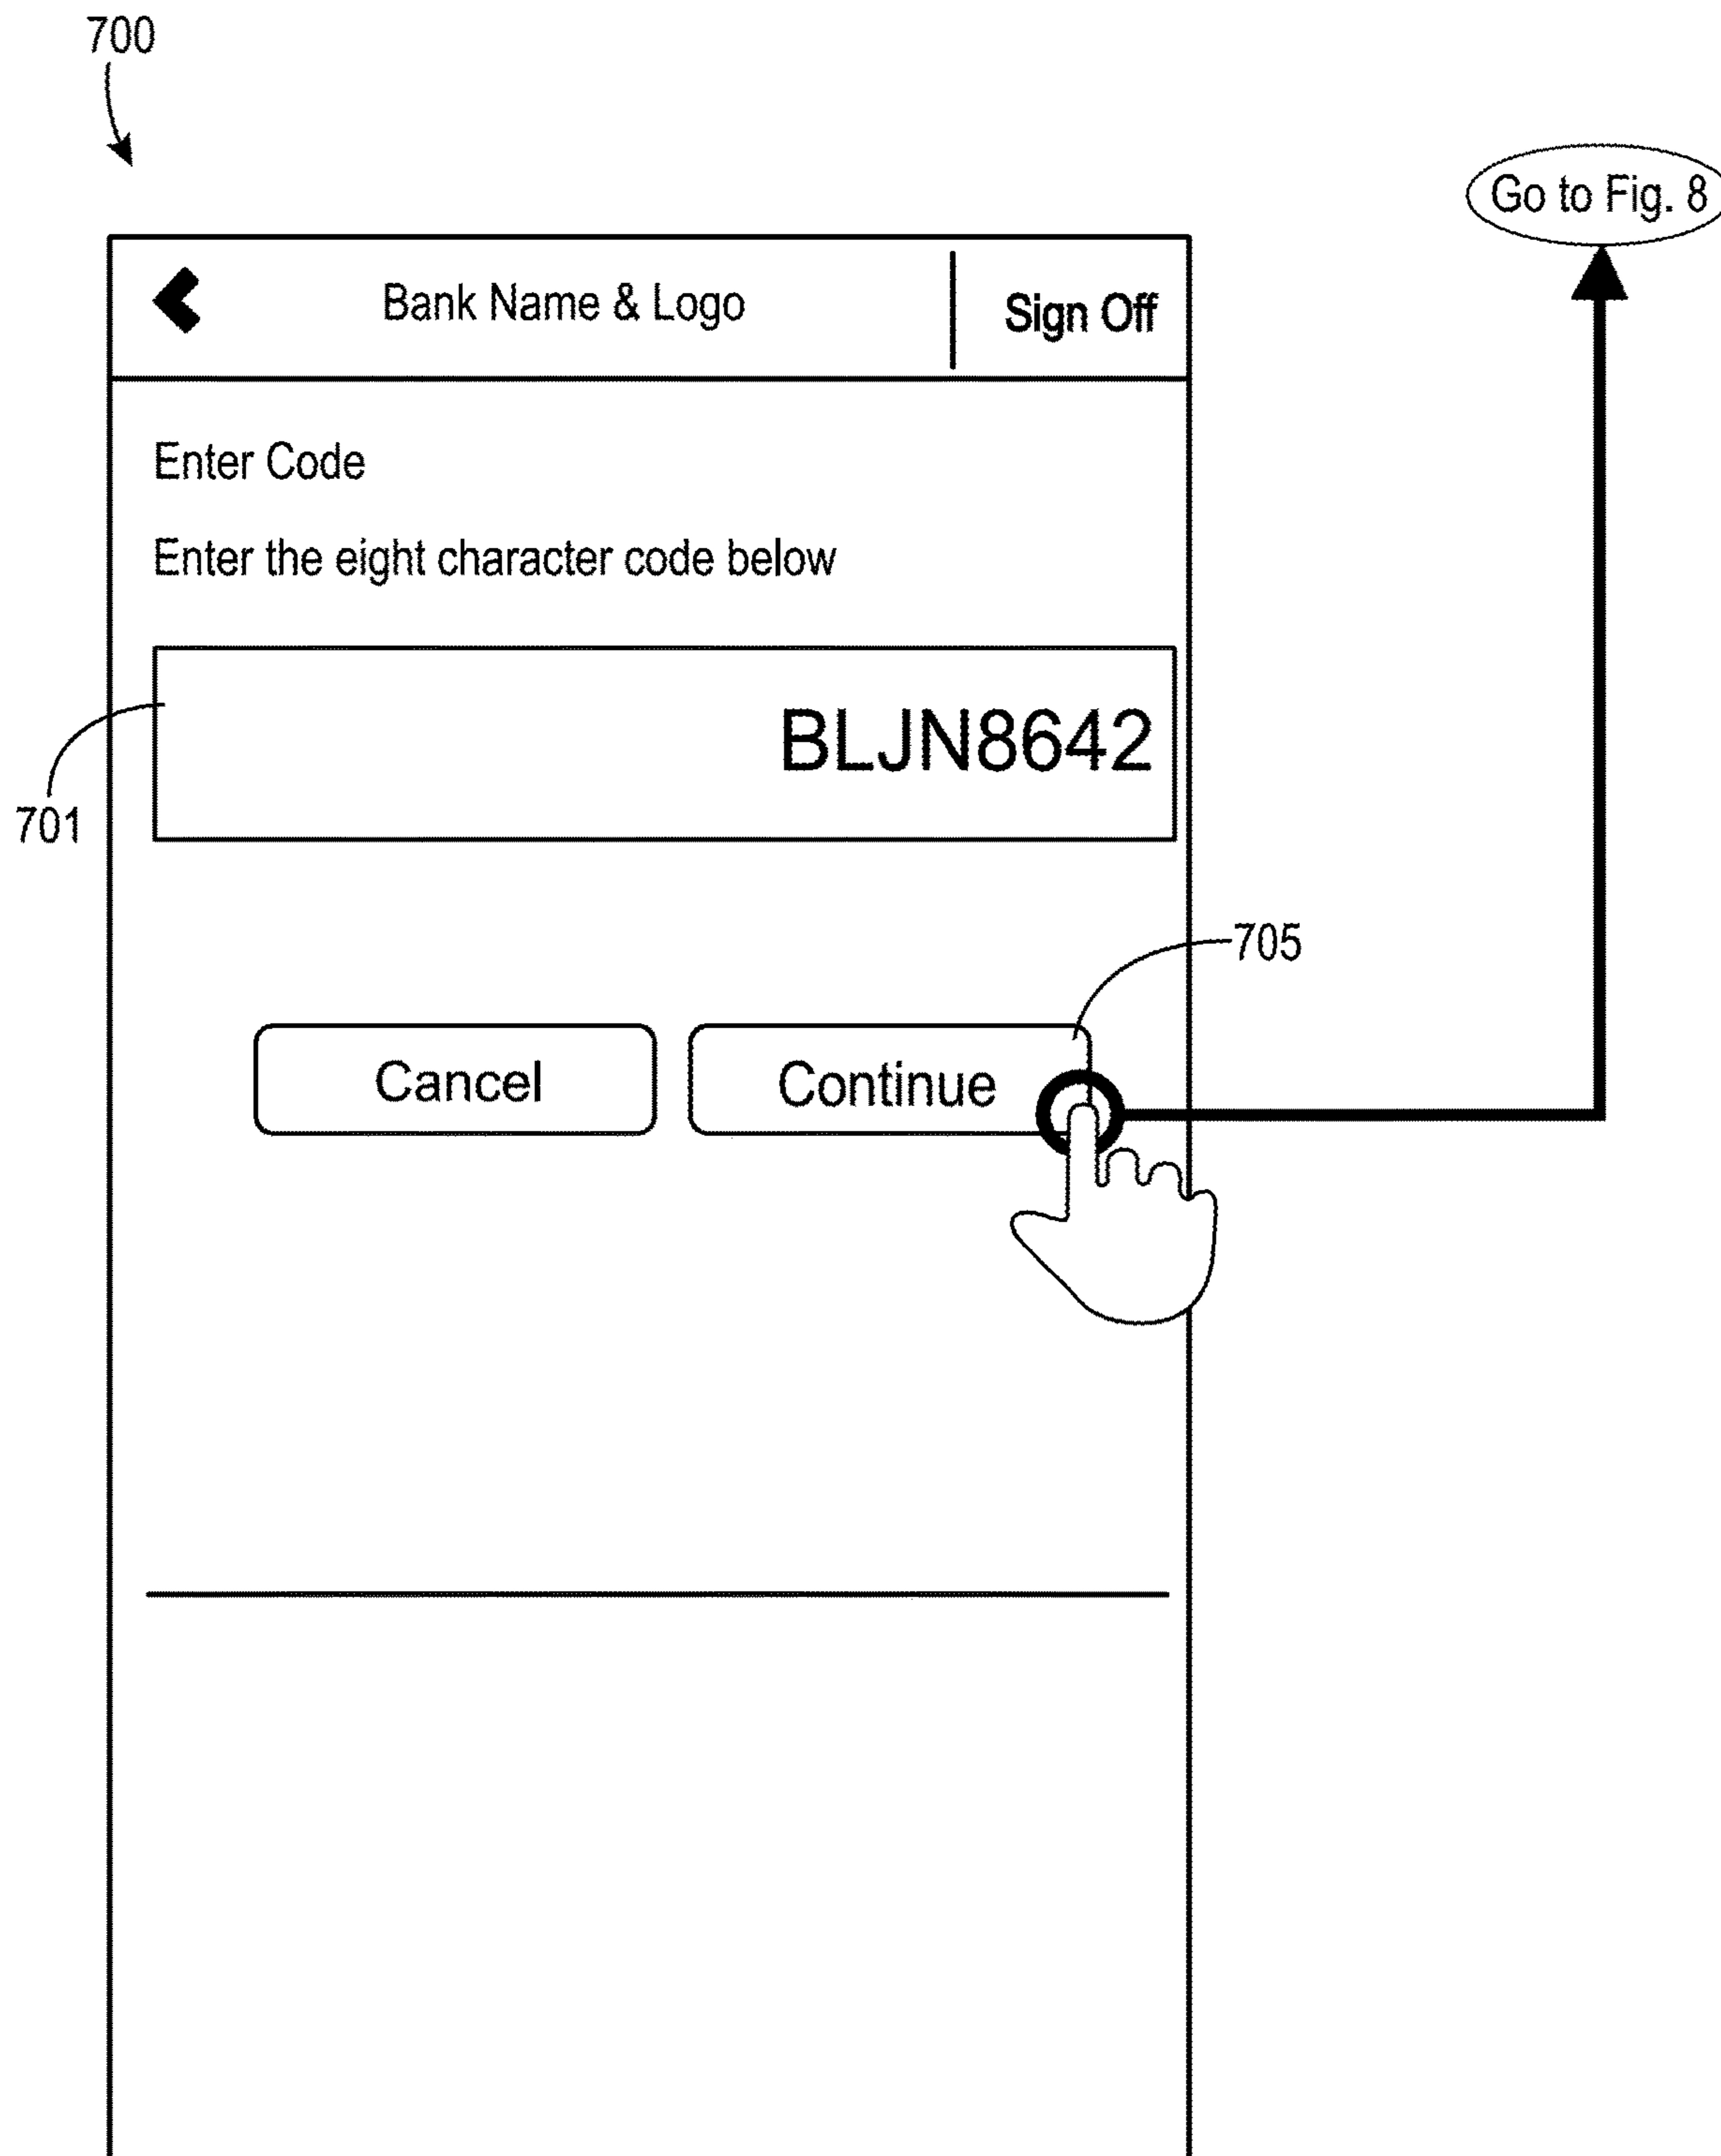 700
Go to Fig. 8
Bank Name & Logo
Sign Off
Enter Code
Enter the eight character code below
BLJN8642
701
705
Cancel
Continue